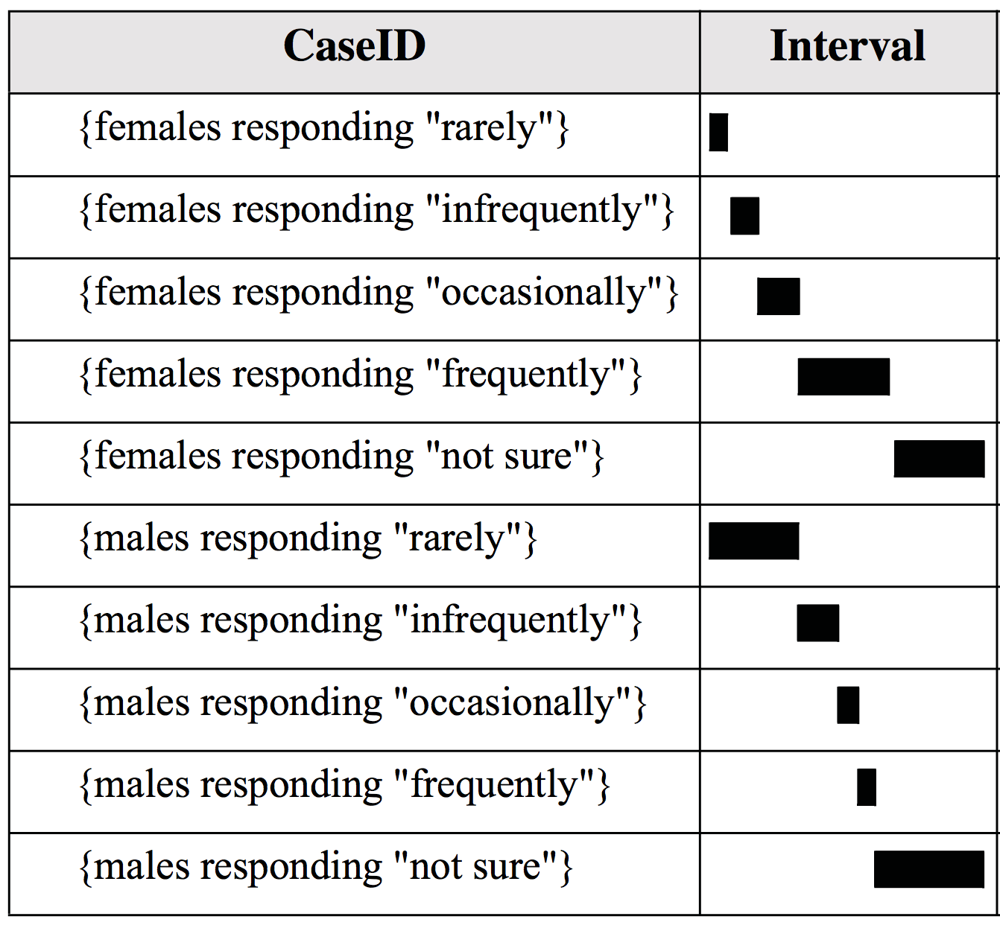 CaseID Interval
{females responding "rarely"}
{females responding "infrequently"}
{females responding "occasionally"}
{females responding "frequently"}
{females responding "not sure"}
{males responding "rarely"}
{males responding "infrequently"}
{males responding "occasionally"}
{males responding "frequently"}
{males responding "not sure"}